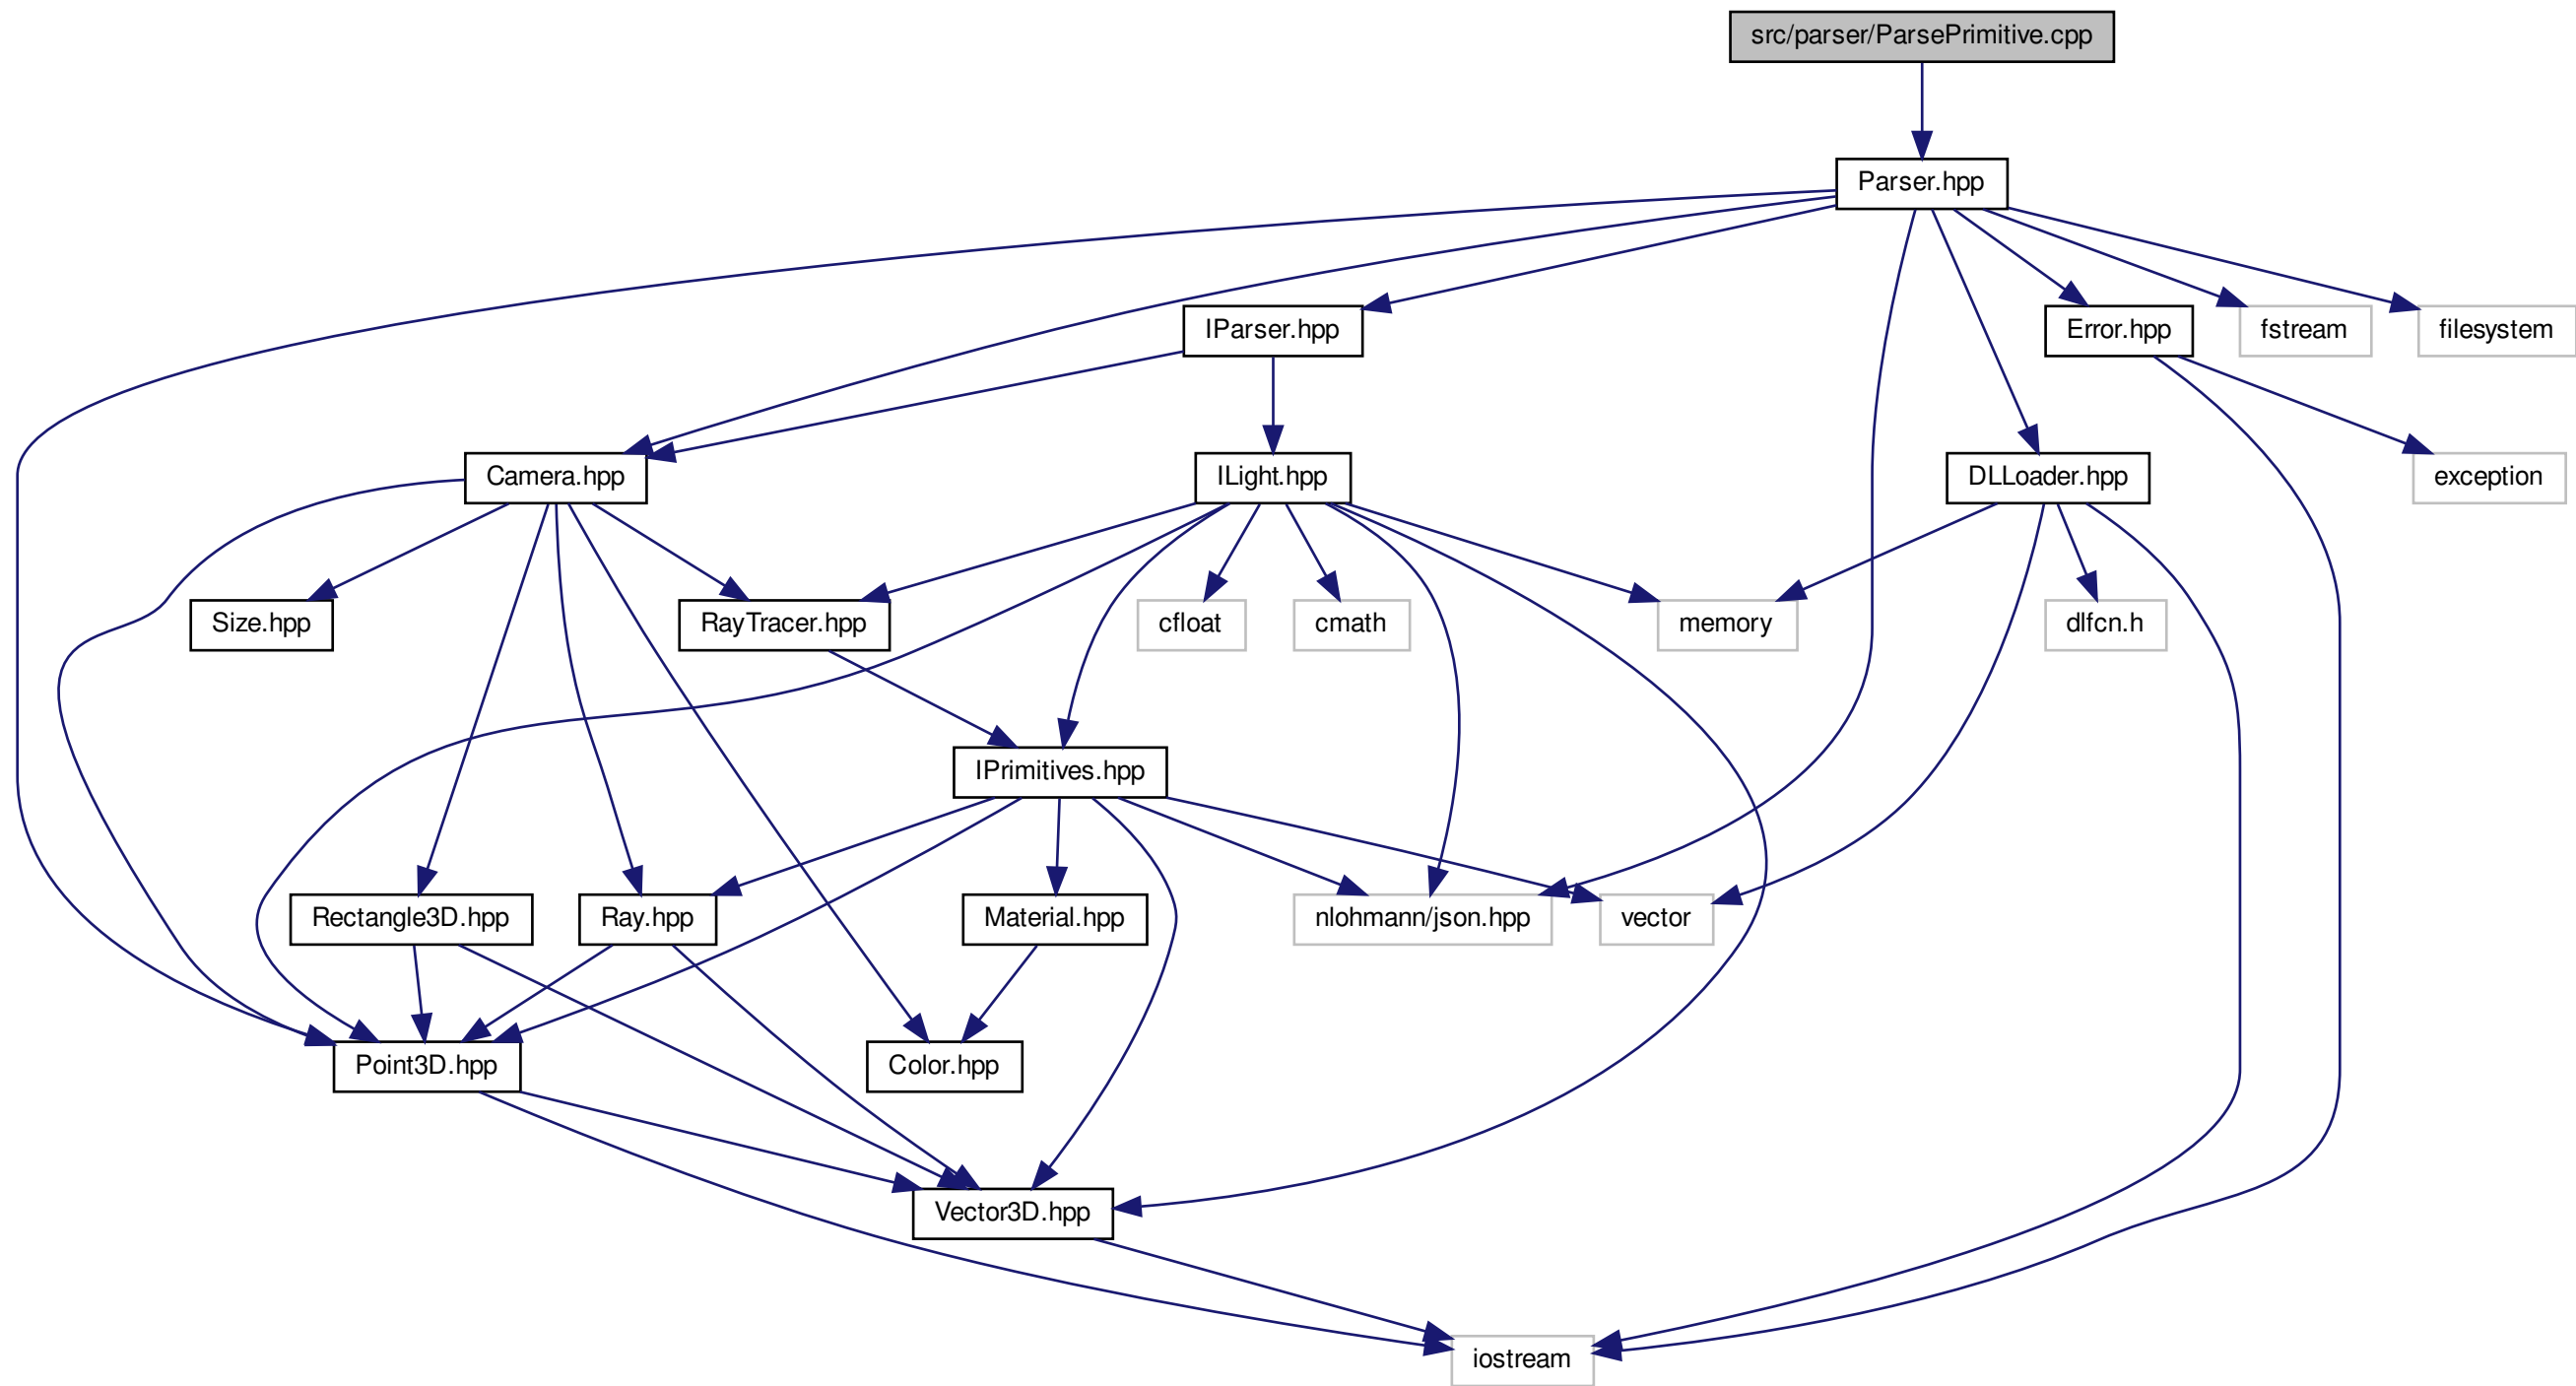 src/parser/ParsePrimitive.cpp
Parser.hpp
IParser.hpp
Error.hpp
fstream
filesystem
Camera.hpp
ILight.hpp
DLLoader.hpp
exception
Size.hpp
RayTracer.hpp
cfloat
cmath
memory
dlfcn.h
IPrimitives.hpp
Rectangle3D.hpp
Ray.hpp
Material.hpp
nlohmann/json.hpp
vector
Point3D.hpp
Color.hpp
Vector3D.hpp
iostream